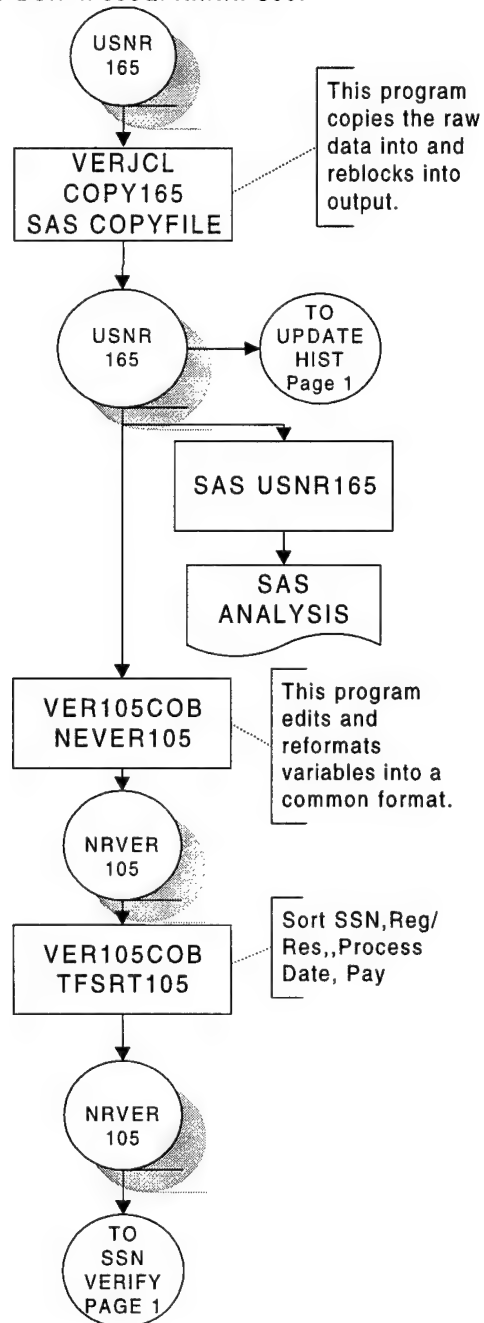 USNR
165
This program
copies the raw
data into and
reblocks into
output.
VERJCL
COPY165
SAS COPYFILE
USNR
165
TO
UPDATE
HIST
Page 1
SAS USNR165
SAS
ANALYSIS
VER105COB
NEVER105
This program
edits and
reformats
variables into a
common format.
NRVER
105
VER105COB
TFSRT105
Sort SSN,Reg/
Res,,Process
Date, Pay
NRVER
105
TO
SSN
VERIFY
PAGE 1